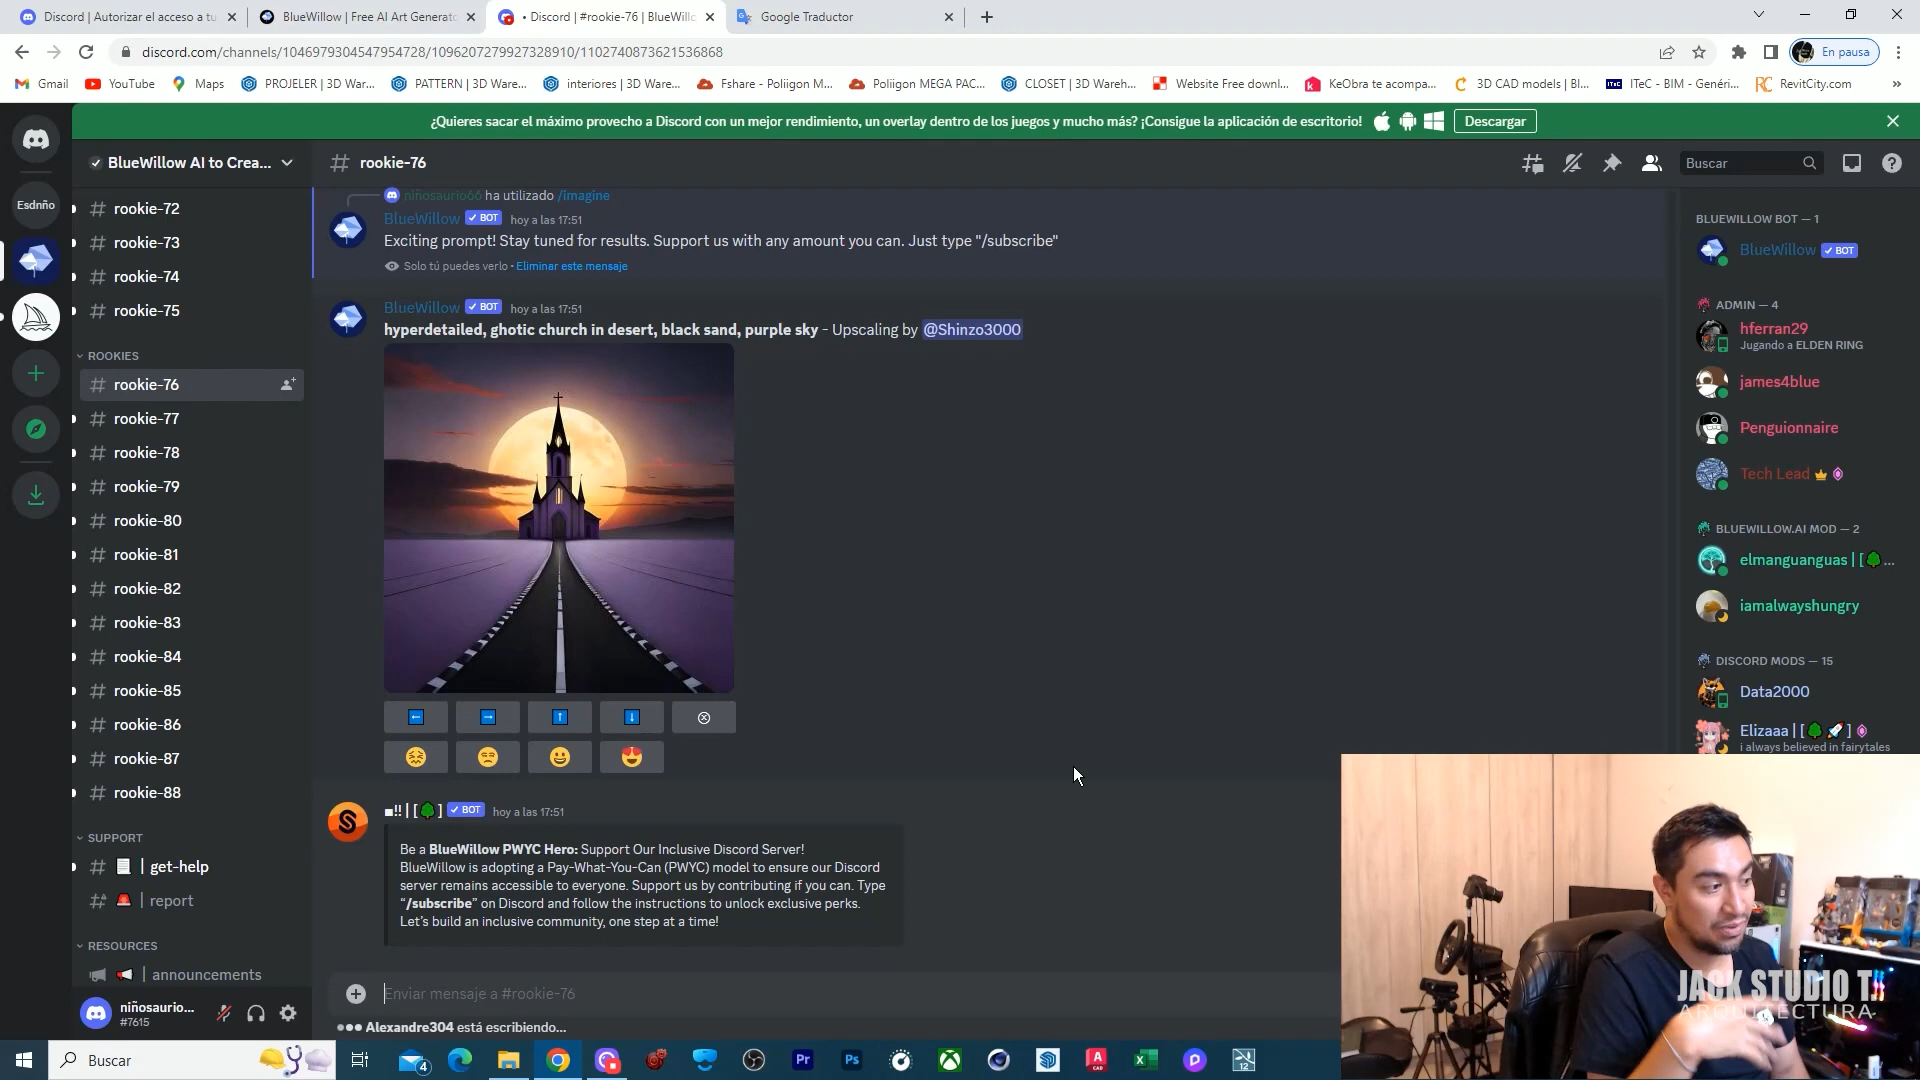 Discord | Autorizar el acceso a tu
BlueWillow | Free AI Art Generato
• Discord | #rookie-76 | BlueWillo
Google Traductor
discord.com/channels/1046979304547954728/1096207279927328910/1102740873621536868
En pausa
Gmail
YouTube
Maps
PROJELER | 3D War...
PATTERN | 3D Ware...
interiores | 3D Ware...
Fshare - Poliigon M...
Poliigon MEGA PAC...
CLOSET | 3D Wareh...
Website Free downl...
KeObra te acompa...
3D CAD models | Bl...
ITeC - BIM - Genéri...
RevitCity.com
¿Quieres sacar el máximo provecho a Discord con un mejor rendimiento, un overlay dentro de los juegos y mucho más? ¡Consigue la aplicación de escritorio!
Descargar
BlueWillow AI to Crea...
rookie-76
Buscar
Esdnño
rookie-72
rookie-73
rookie-74
rookie-75
ROOKIES
rookie-76
rookie-77
rookie-78
rookie-79
rookie-80
rookie-81
rookie-82
rookie-83
rookie-84
rookie-85
rookie-86
rookie-87
rookie-88
SUPPORT
| get-help
| report
RESOURCES
| announcements
niñosaurio...
#7615
niñosaurio66 ha utilizado /imagine
BlueWillow BOT hoy a las 17:51
Exciting prompt! Stay tuned for results. Support us with any amount you can. Just type "/subscribe"
Solo tú puedes verlo • Eliminar este mensaje
BlueWillow BOT hoy a las 17:51
hyperdetailed, ghotic church in desert, black sand, purple sky - Upscaling by @Shinzo3000
!! | [ ] BOT hoy a las 17:51
Be a BlueWillow PWYC Hero: Support Our Inclusive Discord Server!
BlueWillow is adopting a Pay-What-You-Can (PWYC) model to ensure our Discord
server remains accessible to everyone. Support us by contributing if you can. Type
“/subscribe” on Discord and follow the instructions to unlock exclusive perks.
Let’s build an inclusive community, one step at a time!
Enviar mensaje a #rookie-76
Alexandre304 está escribiendo...
BLUEWILLOW BOT — 1
BlueWillow BOT
ADMIN — 4
hferran29
Jugando a ELDEN RING
james4blue
Penguionnaire
Tech Lead
BLUEWILLOW.AI MOD — 2
elmanguanguas | [ ...
iamalwayshungry
DISCORD MODS — 15
Data2000
Elizaaa | [ ]
i always believed in fairytales
JACK STUDIO T.
ARQUITECTURA
Buscar
4
Pr
Ps
A
CAD
12